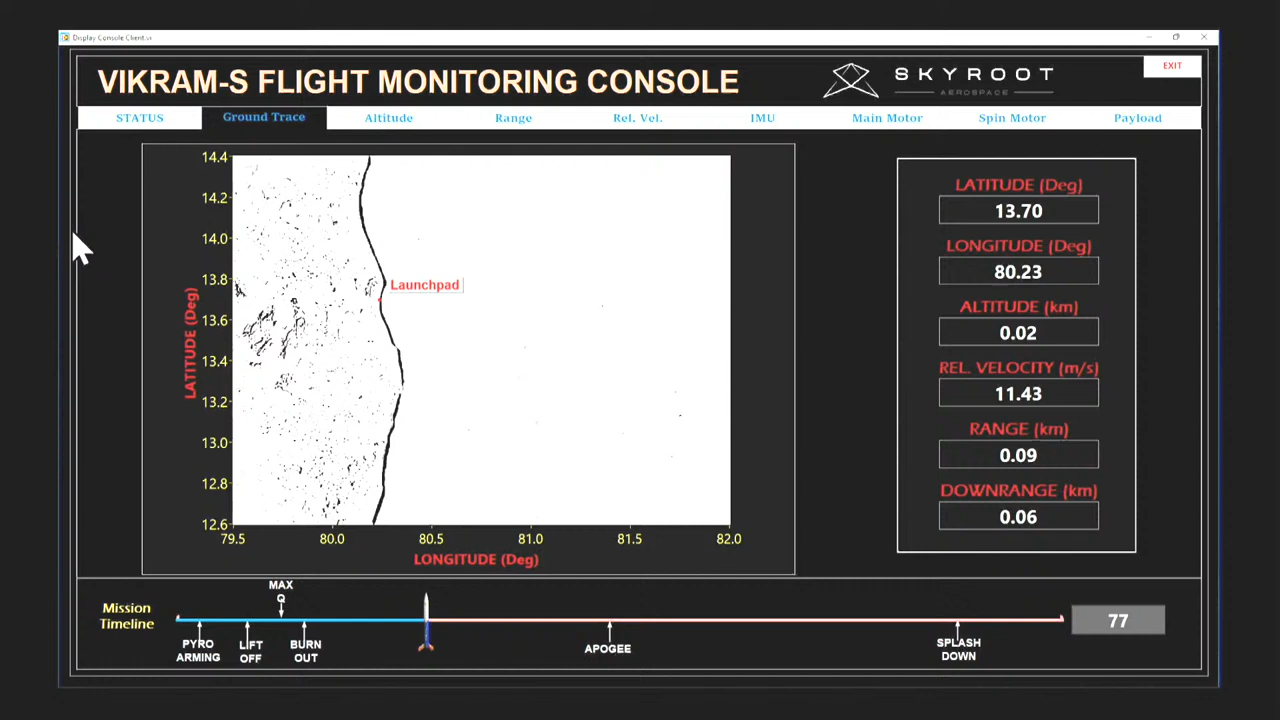 Display Console Client.vi
VIKRAM-S FLIGHT MONITORING CONSOLE
SKYROOT
AEROSPACE
EXIT
STATUS
Ground Trace
Altitude
Range
Rel. Vel.
IMU
Main Motor
Spin Motor
Payload
LATITUDE (Deg)
14.4
14.2
14.0
13.8
13.6
13.4
13.2
13.0
12.8
12.6
Launchpad
79.5
80.0
80.5
81.0
81.5
82.0
LONGITUDE (Deg)
LATITUDE (Deg)
13.70
LONGITUDE (Deg)
80.23
ALTITUDE (km)
0.02
REL. VELOCITY (m/s)
11.43
RANGE (km)
0.09
DOWNRANGE (km)
0.06
Mission
Timeline
PYRO
ARMING
LIFT
OFF
MAX
Q
BURN
OUT
APOGEE
SPLASH
DOWN
77